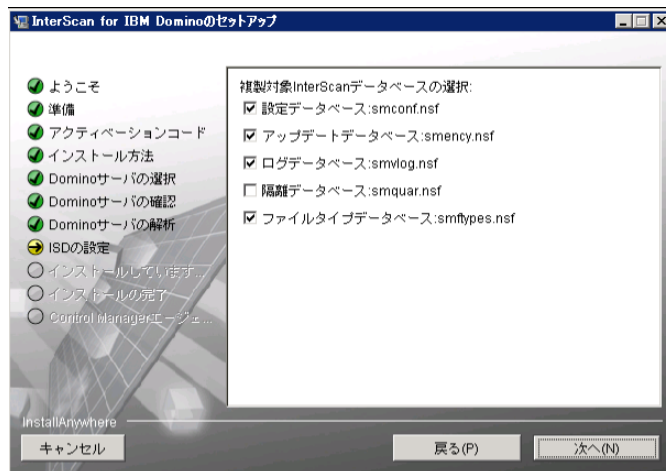 InterScan for IBM Dominoのセットアップ
ようこそ
準備
アクティベーションコード
インストール方法
Dominoサーバの選択
Dominoサーバの確認
Dominoサーバの解析
ISDの設定
インストールしています...
インストールの完了
Control Managerエージェ...
複製対象InterScanデータベースの選択:
設定データベース:smconf.nsf
アップデートデータベース:smency.nsf
ログデータベース:smvlog.nsf
隔離データベース:smquar.nsf
ファイルタイプデータベース:smftypes.nsf
InstallAnywhere
キャンセル
戻る(P)
次へ(N)